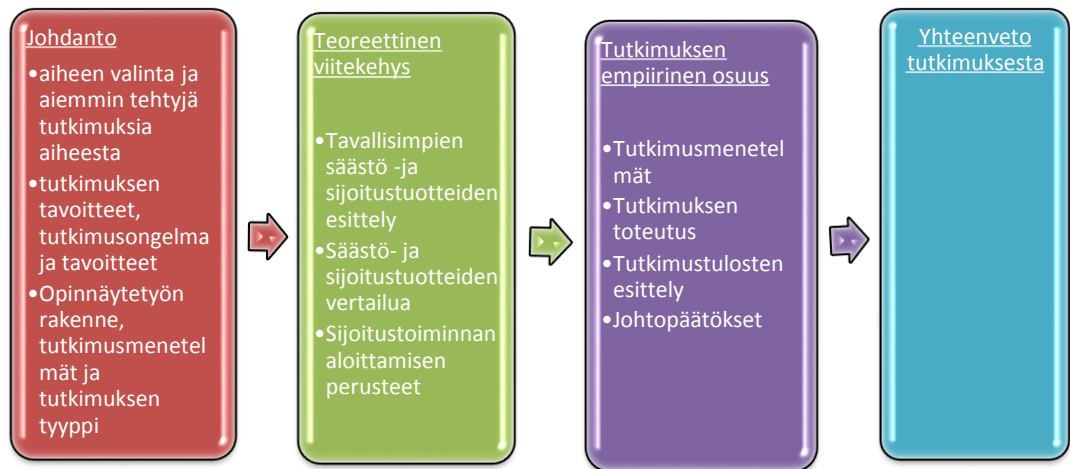 Johdanto
•aiheen valinta ja
aiemmin tehtyjä
tutkimuksia
aiheesta
•tutkimuksen
tavoitteet,
tutkimusongelma
ja tavoitteet
•Opinnäytetyön
rakenne,
tutkimusmenetel
mät ja
tutkimuksen
tyyppi
Teoreettinen
viitekehys
•Tavallisimpien
säästö -ja
sijoitustuotteiden
esittely
•Säästö- ja
sijoitustuotteiden
vertailua
•Sijoitustoiminnan
aloittamisen
perusteet
Tutkimuksen
empiirinen osuus
•Tutkimusmenetel
mät
•Tutkimuksen
toteutus
•Tutkimustulosten
esittely
•Johtopäätökset
Yhteenveto
tutkimuksesta